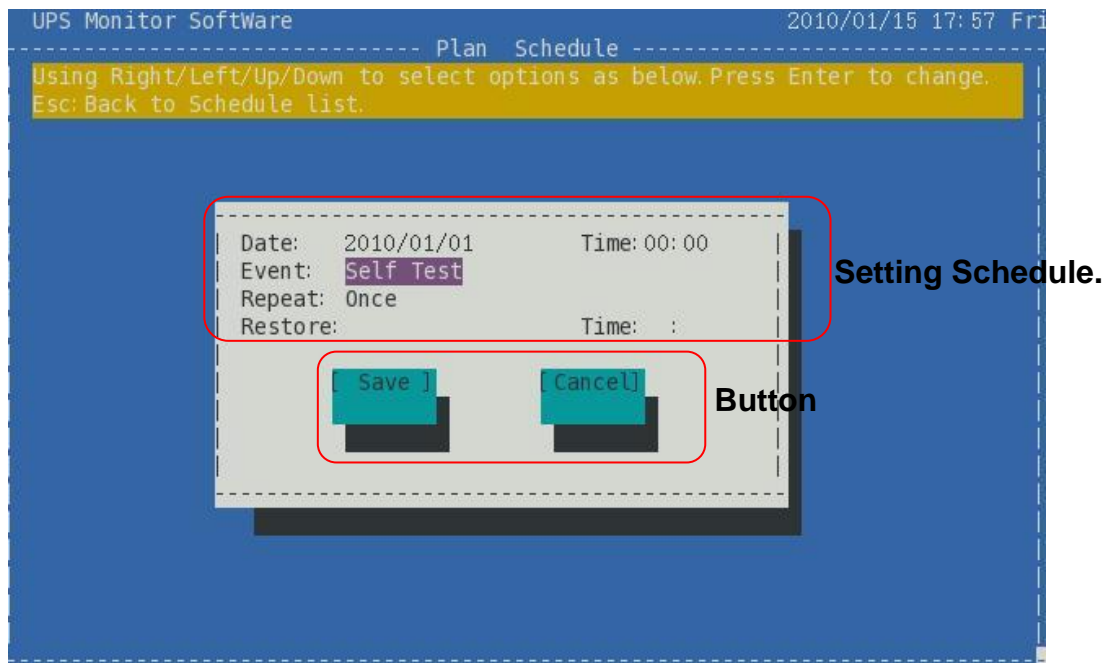 UPS Monitor SoftWare 2010/01/15 17:57 Fri
Plan Schedule
Using Right/Left/Up/Down to select options as below. Press Enter to change.
Esc: Back to Schedule list.
Date: 2010/01/01 Time: 00:00
Event: Self Test
Repeat: Once
Restore: Time: :
Setting Schedule.
[ Save ] [Cancel]
Button